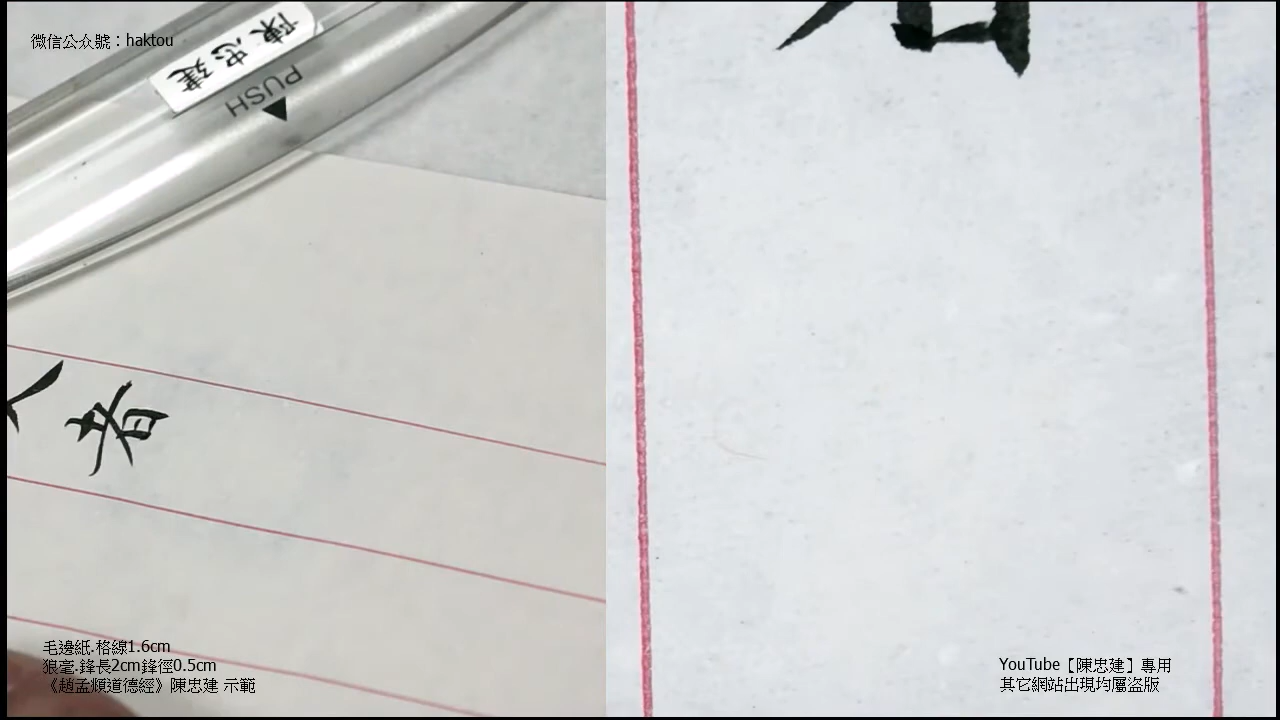 微信公众號：haktou
陳忠建
PUSH
毛邊紙.格線1.6cm
狼毫.鋒長2cm鋒徑0.5cm
《趙孟頫道德經》陳忠建 示範
YouTube［陳忠建］專用
其它網站出現均屬盜版